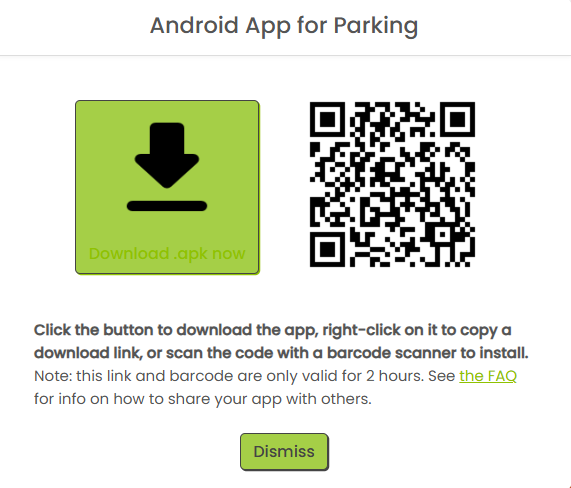 Android App for Parking
Download .apk now
Click the button to download the app, right-click on it to copy a
download link, or scan the code with a barcode scanner to install.
Note: this link and barcode are only valid for 2 hours. See the FAQ
for info on how to share your app with others.
Dismiss